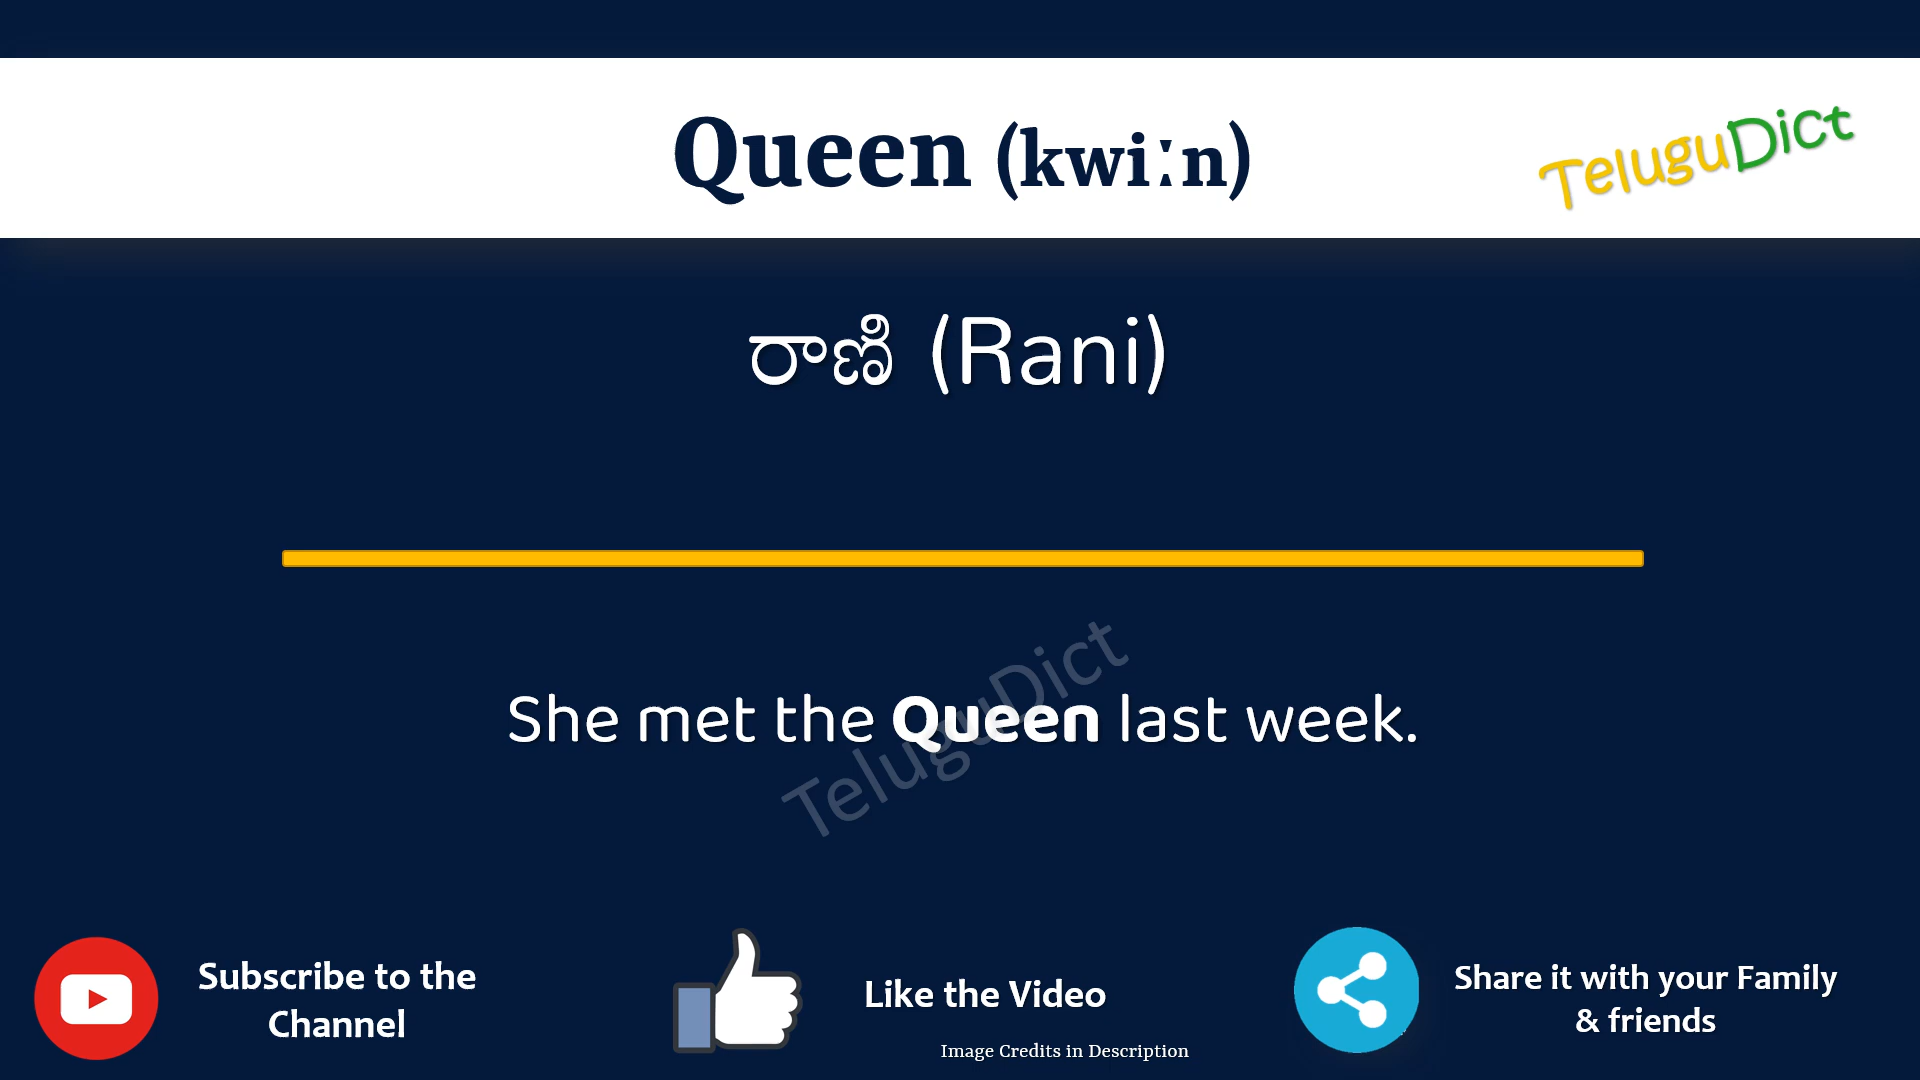 Queen (kwiːn)
TeluguDict
రాణి (Rani)
She met the Queen last week.
TeluguDict
Subscribe to the
Channel
Like the Video
Share it with your Family
& friends
Image Credits in Description